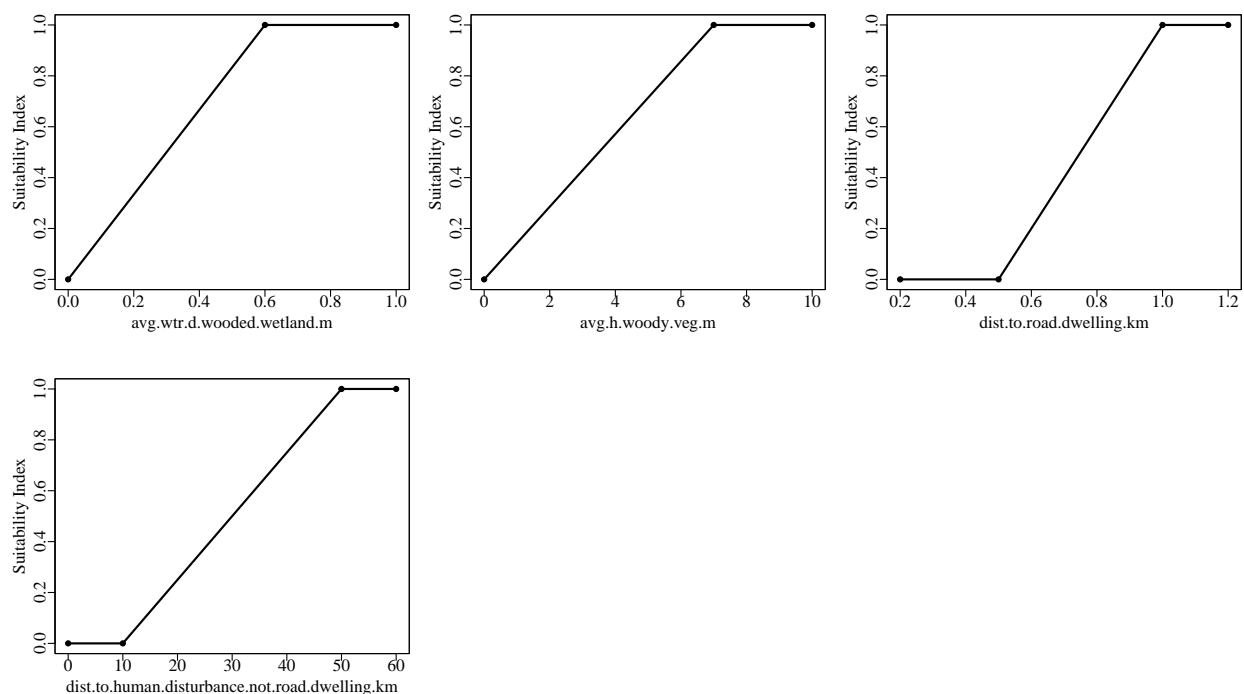 Suitability Index
0.0 0.2 0.4 0.6 0.8 1.0
0.0 0.2 0.4 0.6 0.8 1.0
avg.wtr.d.wooded.wetland.m
Suitability Index
0.0 0.2 0.4 0.6 0.8 1.0
0 2 4 6 8 10
avg.h.woody.veg.m
Suitability Index
0.0 0.2 0.4 0.6 0.8 1.0
0.2 0.4 0.6 0.8 1.0 1.2
dist.to.road.dwelling.km
Suitability Index
0.0 0.2 0.4 0.6 0.8 1.0
0 10 20 30 40 50 60
dist.to.human.disturbance.not.road.dwelling.km